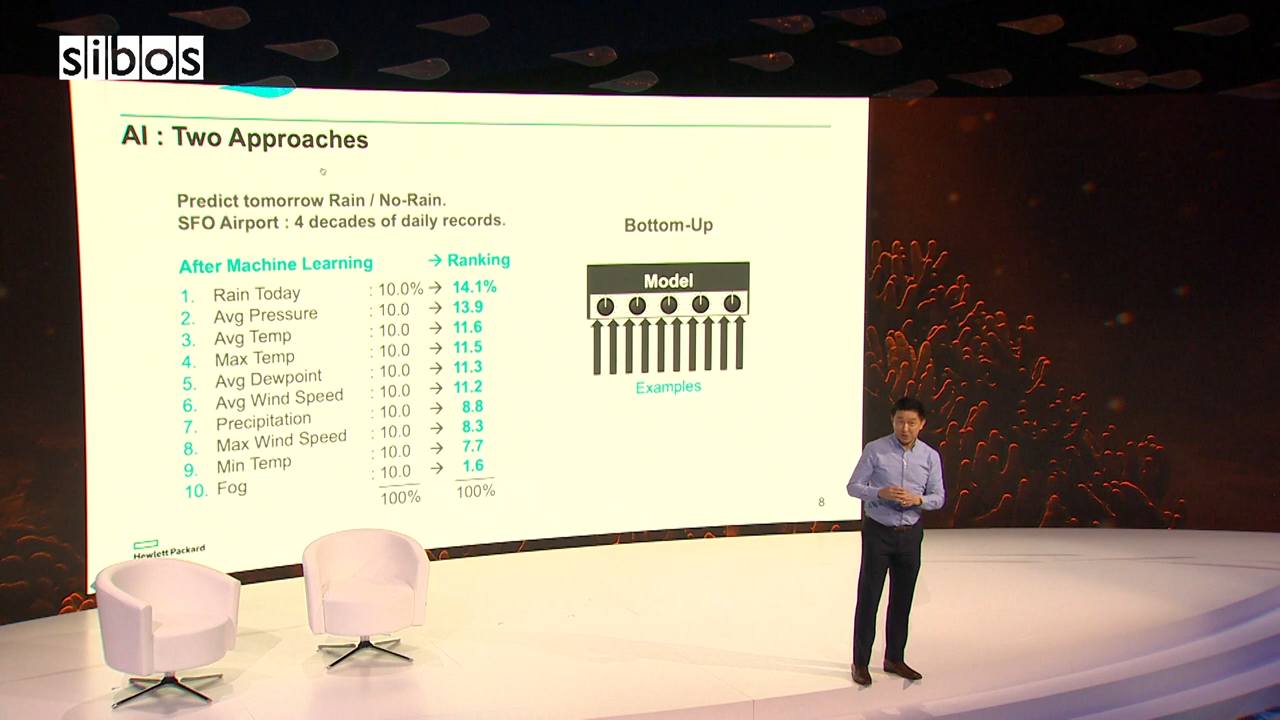 sibos
AI : Two Approaches
Predict tomorrow Rain / No-Rain.
SFO Airport : 4 decades of daily records.
After Machine Learning → Ranking
1. Rain Today : 10.0% → 14.1%
2. Avg Pressure : 10.0 → 13.9
3. Avg Temp : 10.0 → 11.6
4. Max Temp : 10.0 → 11.5
5. Avg Dewpoint : 10.0 → 11.3
6. Avg Wind Speed : 10.0 → 11.2
7. Precipitation : 10.0 → 8.8
8. Max Wind Speed : 10.0 → 8.3
9. Min Temp : 10.0 → 7.7
10. Fog : 10.0 → 1.6
100% 100%
Bottom-Up
Model
Examples
8
Hewlett Packard